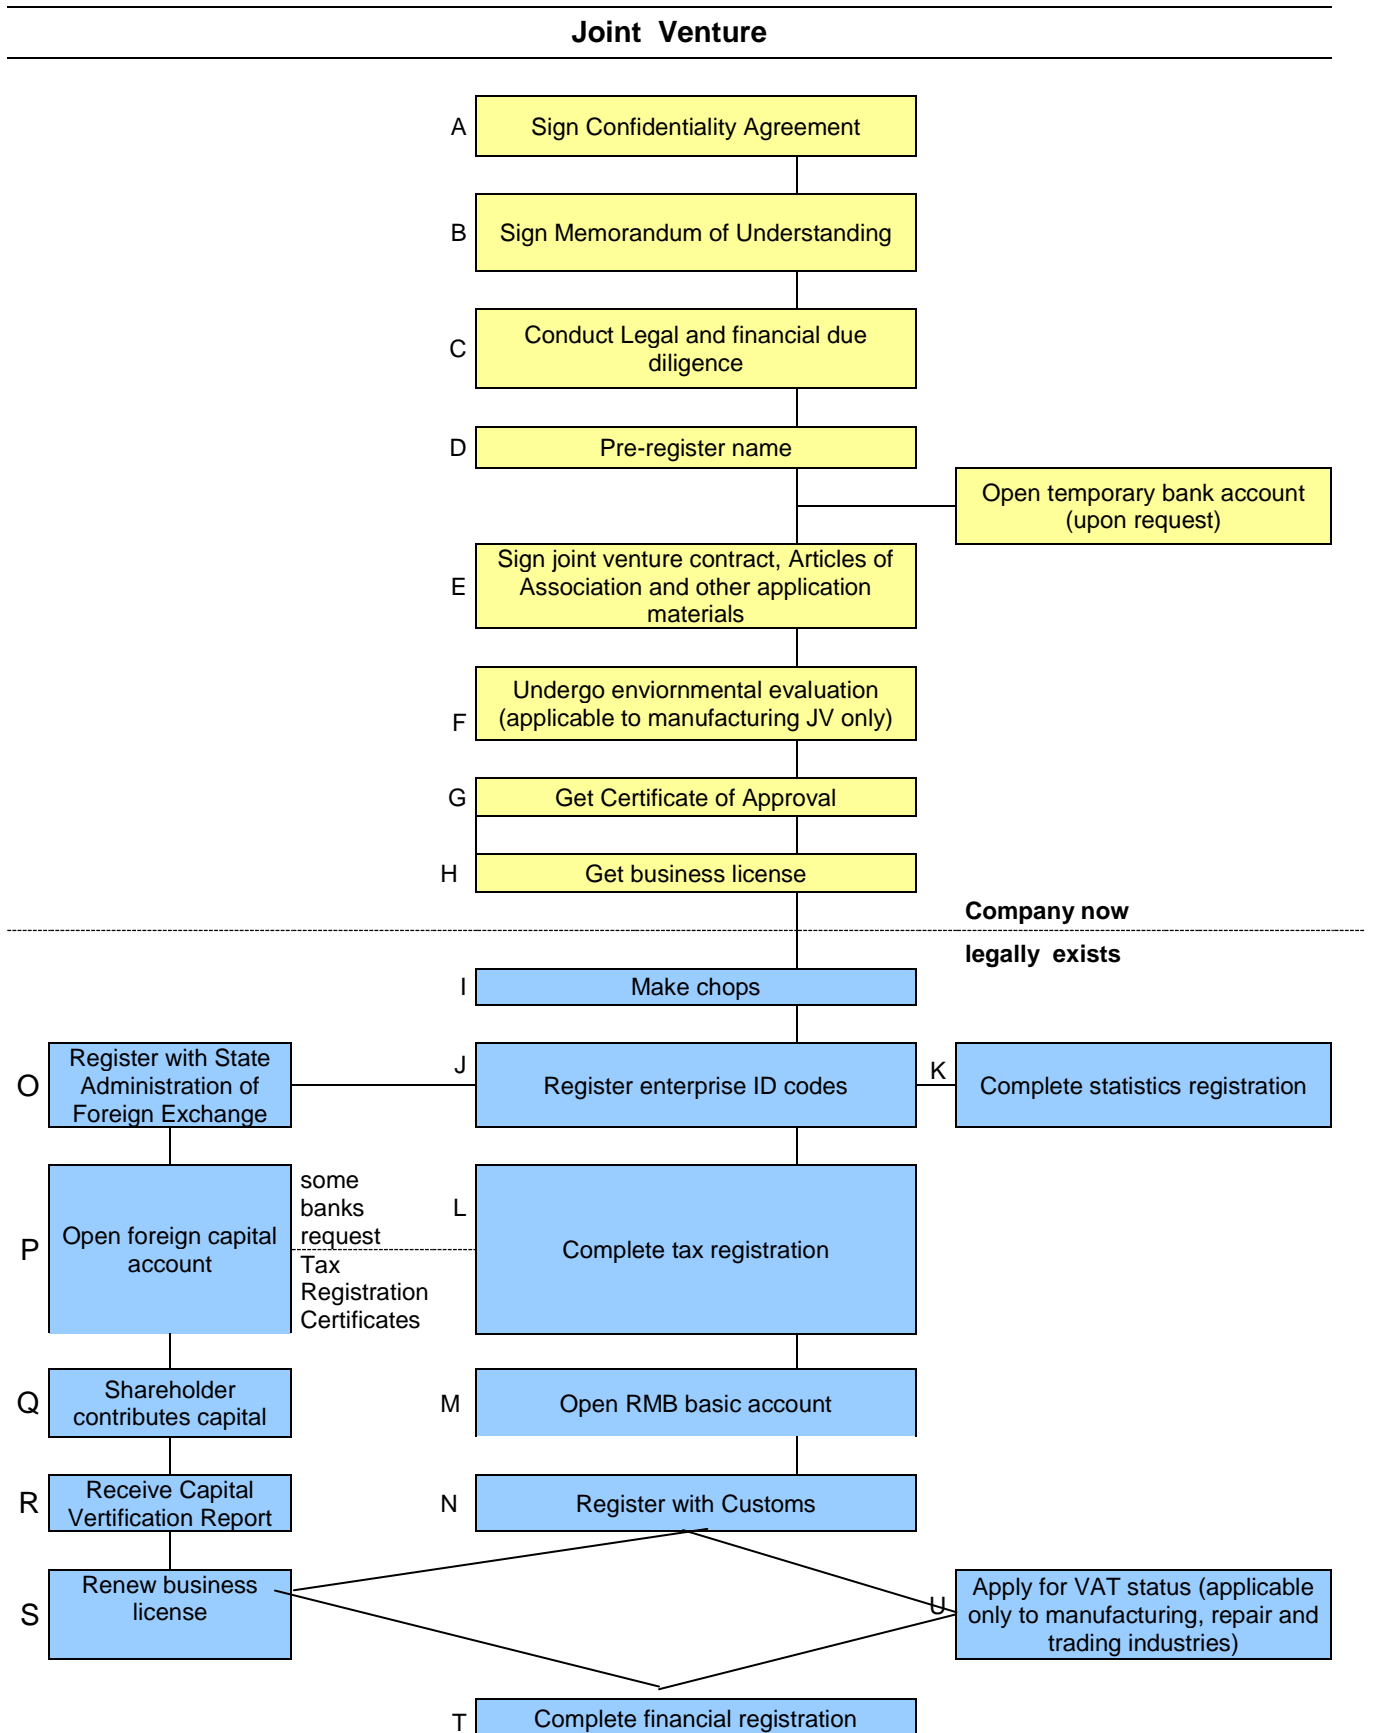 Joint Venture
A
Sign Confidentiality Agreement
B
Sign Memorandum of Understanding
C
Conduct Legal and financial due
diligence
D
Pre-register name
Open temporary bank account
(upon request)
E
Sign joint venture contract, Articles of
Association and other application
materials
F
Undergo enviornmental evaluation
(applicable to manufacturing JV only)
G
Get Certificate of Approval
H
Get business license
Company now
legally exists
I
Make chops
O
Register with State
Administration of
Foreign Exchange
J
Register enterprise ID codes
K
Complete statistics registration
P
Open foreign capital
account
some
banks
request
Tax
Registration
Certificates
L
Complete tax registration
Q
Shareholder
contributes capital
M
Open RMB basic account
R
Receive Capital
Vertification Report
N
Register with Customs
S
Renew business
license
U
Apply for VAT status (applicable
only to manufacturing, repair and
trading industries)
T
Complete financial registration